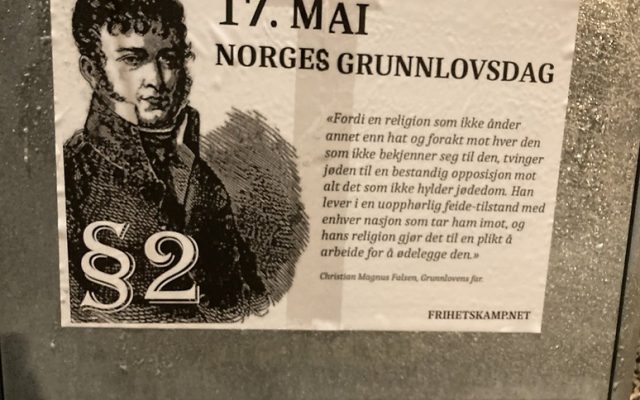 17. MAI
NORGES GRUNNLOVSDAG
«Fordi en religion som ikke ånder
annet enn hat og forakt mot hver den
som ikke bekjenner seg til den, tvinger
jøden til en bestandig opposisjon mot
alt det som ikke hylder jødedom. Han
lever i en uopphørlig feide-tilstand med
enhver nasjon som tar ham imot, og
hans religion gjør det til en plikt å
arbeide for å ødelegge den.»
Christian Magnus Falsen, Grunnlovens far.
§2
FRIHETSKAMP.NET